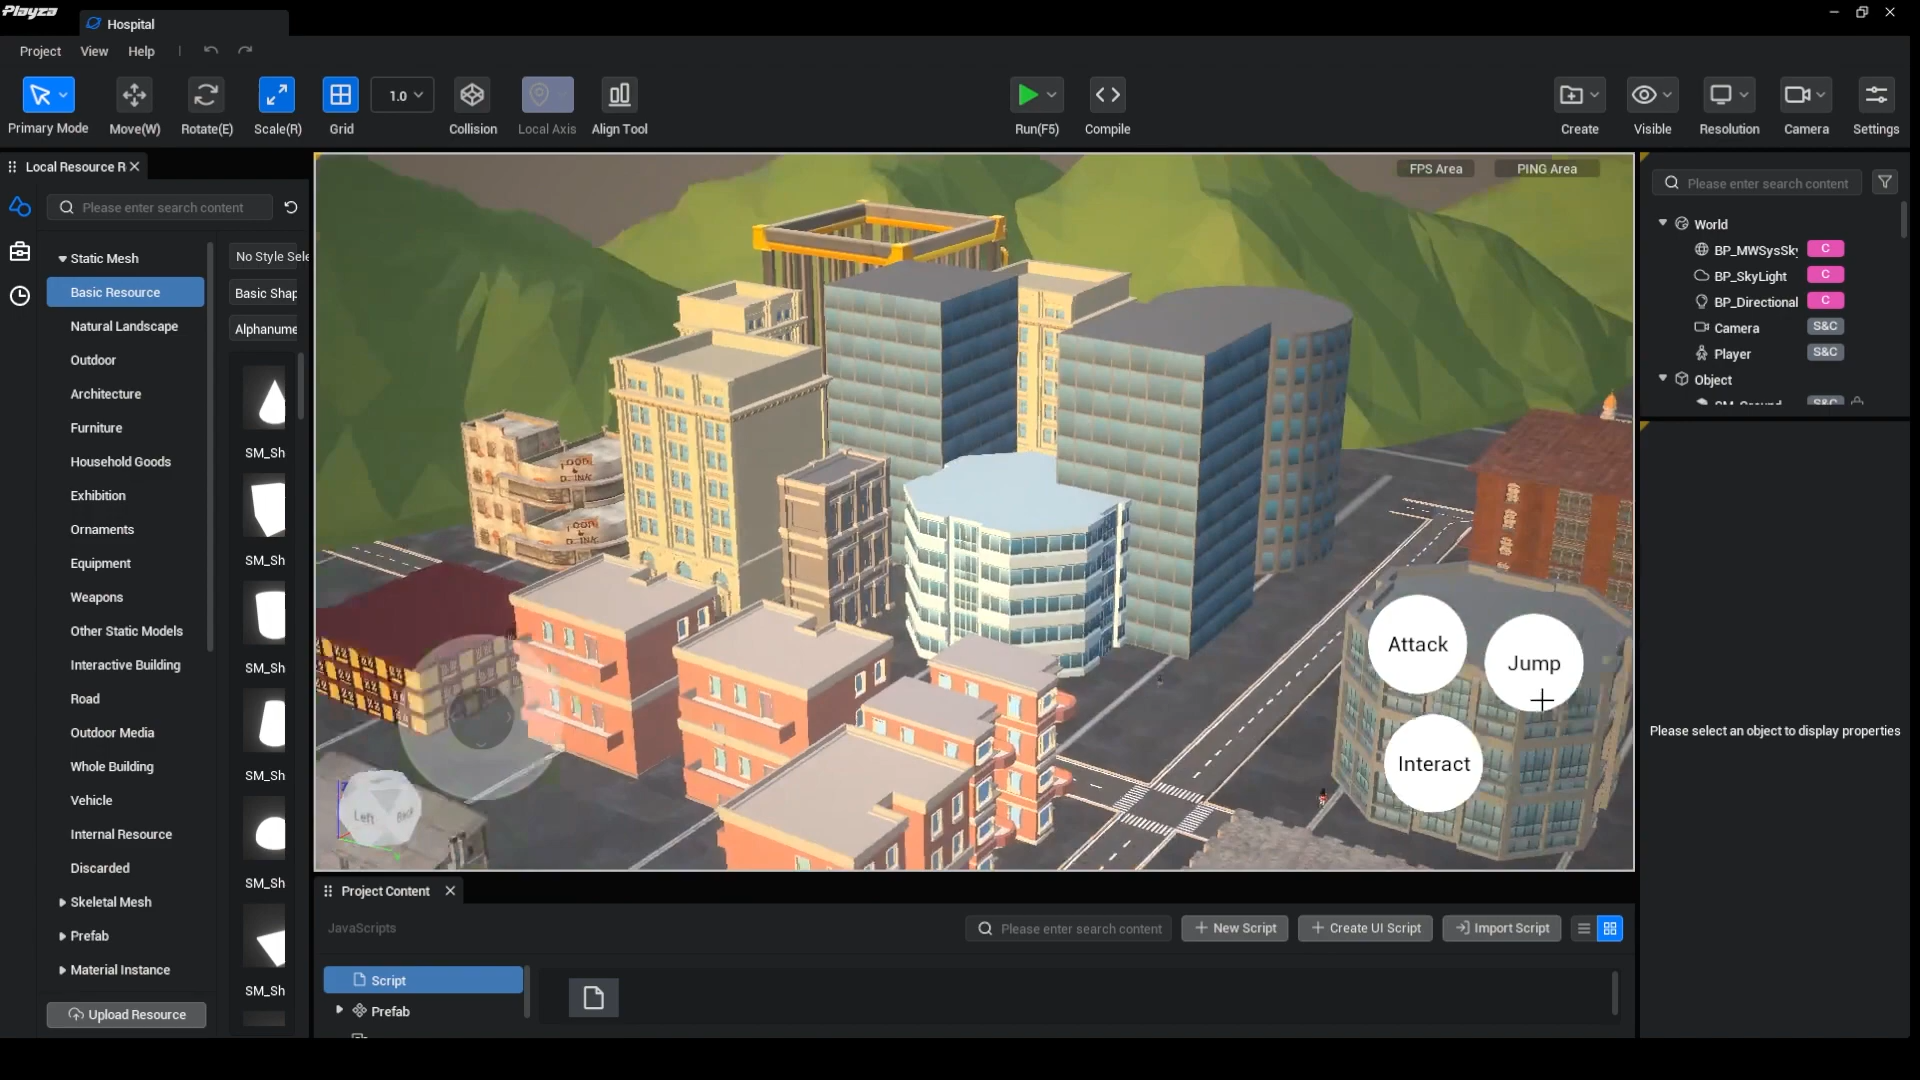 Playza
Hospital
Project View Help
1.0
Primary Mode Move(W) Rotate(E) Scale(R) Grid Collision Local Axis Align Tool Run(F5) Compile Create Visible Resolution Camera Settings
Local Resource R
Please enter search content
Static Mesh
Basic Resource
Natural Landscape
Outdoor
Architecture
Furniture
Household Goods
Exhibition
Ornaments
Equipment
Weapons
Other Static Models
Interactive Building
Road
Outdoor Media
Whole Building
Vehicle
Internal Resource
Discarded
Skeletal Mesh
Prefab
Material Instance
Upload Resource
No Style Sele
Basic Shap
Alphanume
SM_Sh
SM_Sh
SM_Sh
SM_Sh
SM_Sh
SM_Sh
FPS Area PING Area
Attack
Jump
Interact
Left Back
Project Content
JavaScripts
Please enter search content
New Script
Create UI Script
Import Script
Script
Prefab
Please enter search content
World
BP_MWSysSky C
BP_SkyLight C
BP_Directional C
Camera S&C
Player S&C
Object
SM_Ground S&C
Please select an object to display properties